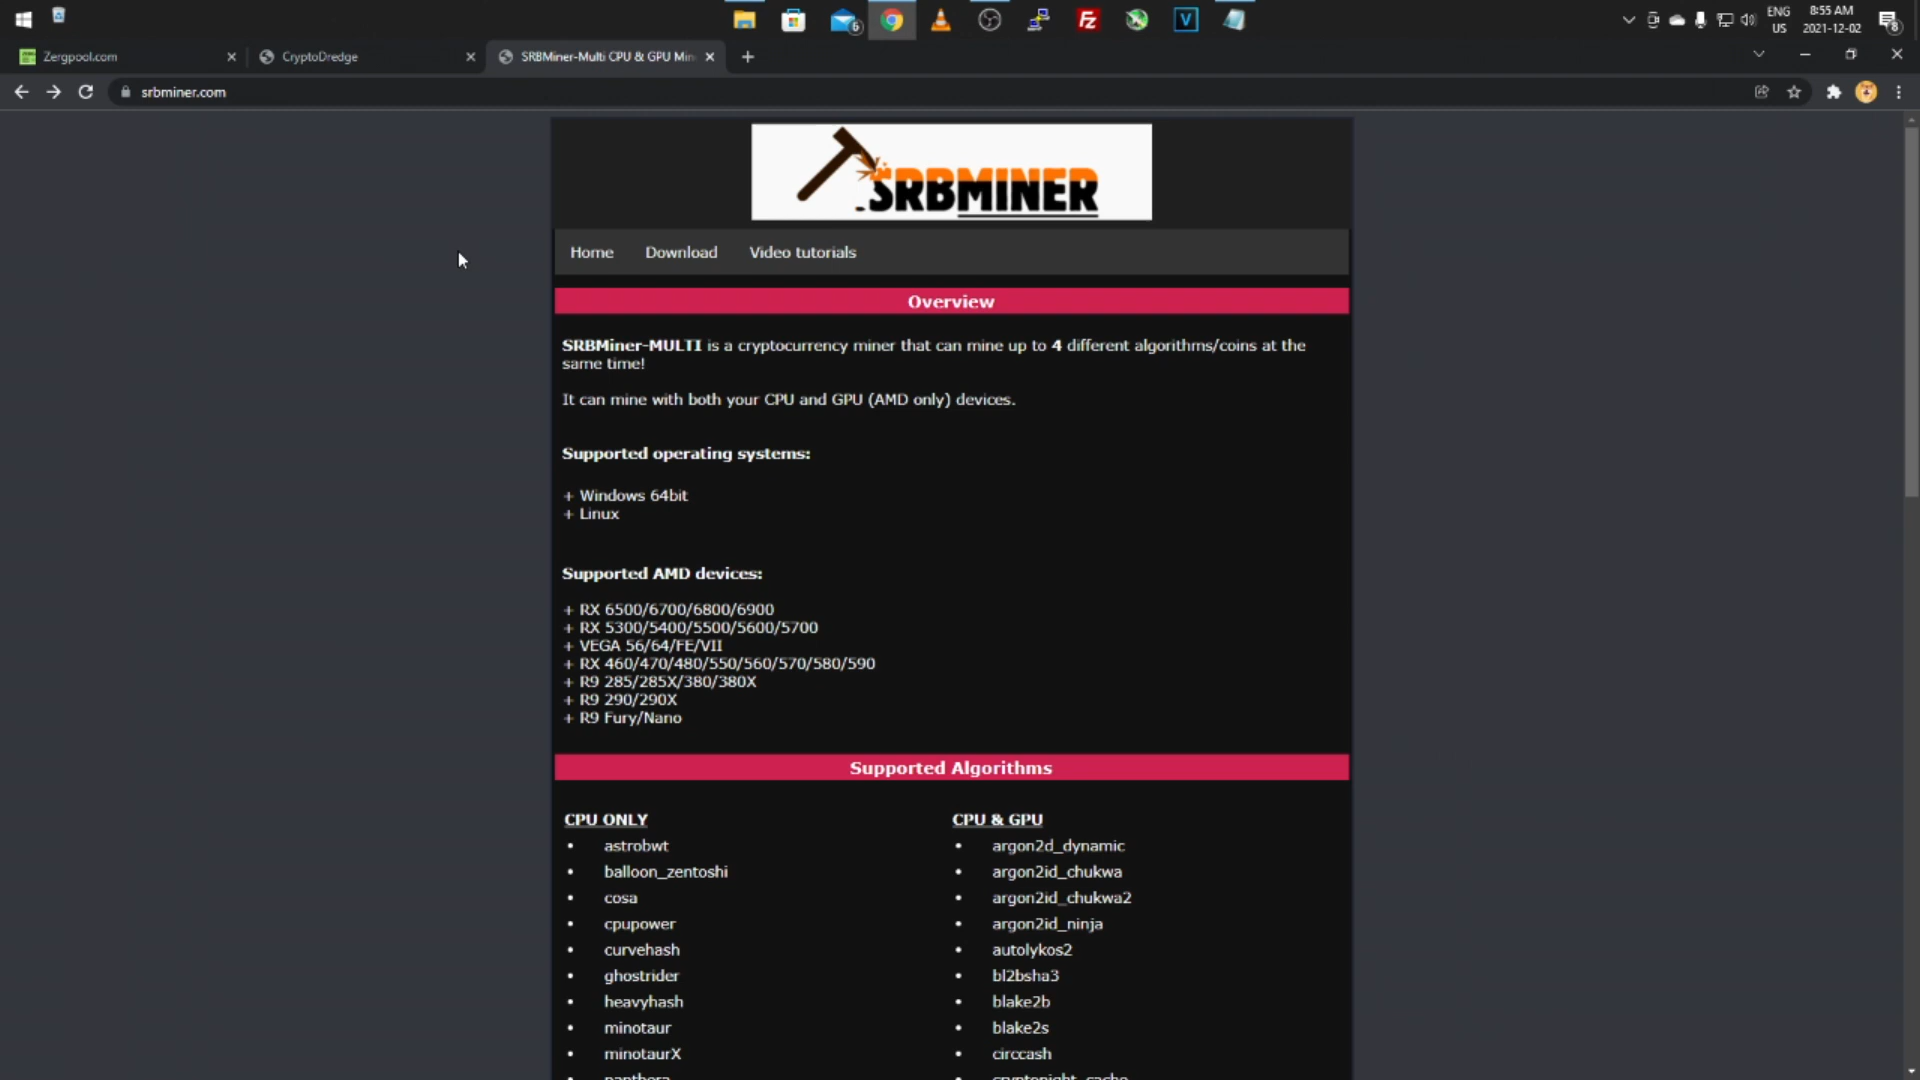 ENG
US
8:55 AM
2021-12-02
6
8
Zergpool.com
CryptoDredge
SRBMiner-Multi CPU & GPU Min
srbminer.com
SRBMINER
Home
Download
Video tutorials
Overview
SRBMiner-MULTI is a cryptocurrency miner that can mine up to 4 different algorithms/coins at the
same time!
It can mine with both your CPU and GPU (AMD only) devices.
Supported operating systems:
+ Windows 64bit
+ Linux
Supported AMD devices:
+ RX 6500/6700/6800/6900
+ RX 5300/5400/5500/5600/5700
+ VEGA 56/64/FE/VII
+ RX 460/470/480/550/560/570/580/590
+ R9 285/285X/380/380X
+ R9 290/290X
+ R9 Fury/Nano
Supported Algorithms
CPU ONLY
• astrobwt
• balloon_zentoshi
• cosa
• cpupower
• curvehash
• ghostrider
• heavyhash
• minotaur
• minotaurX
panthera
CPU & GPU
• argon2d_dynamic
• argon2id_chukwa
• argon2id_chukwa2
• argon2id_ninja
• autolykos2
• bl2bsha3
• blake2b
• blake2s
• circcash
cryptonight_cache